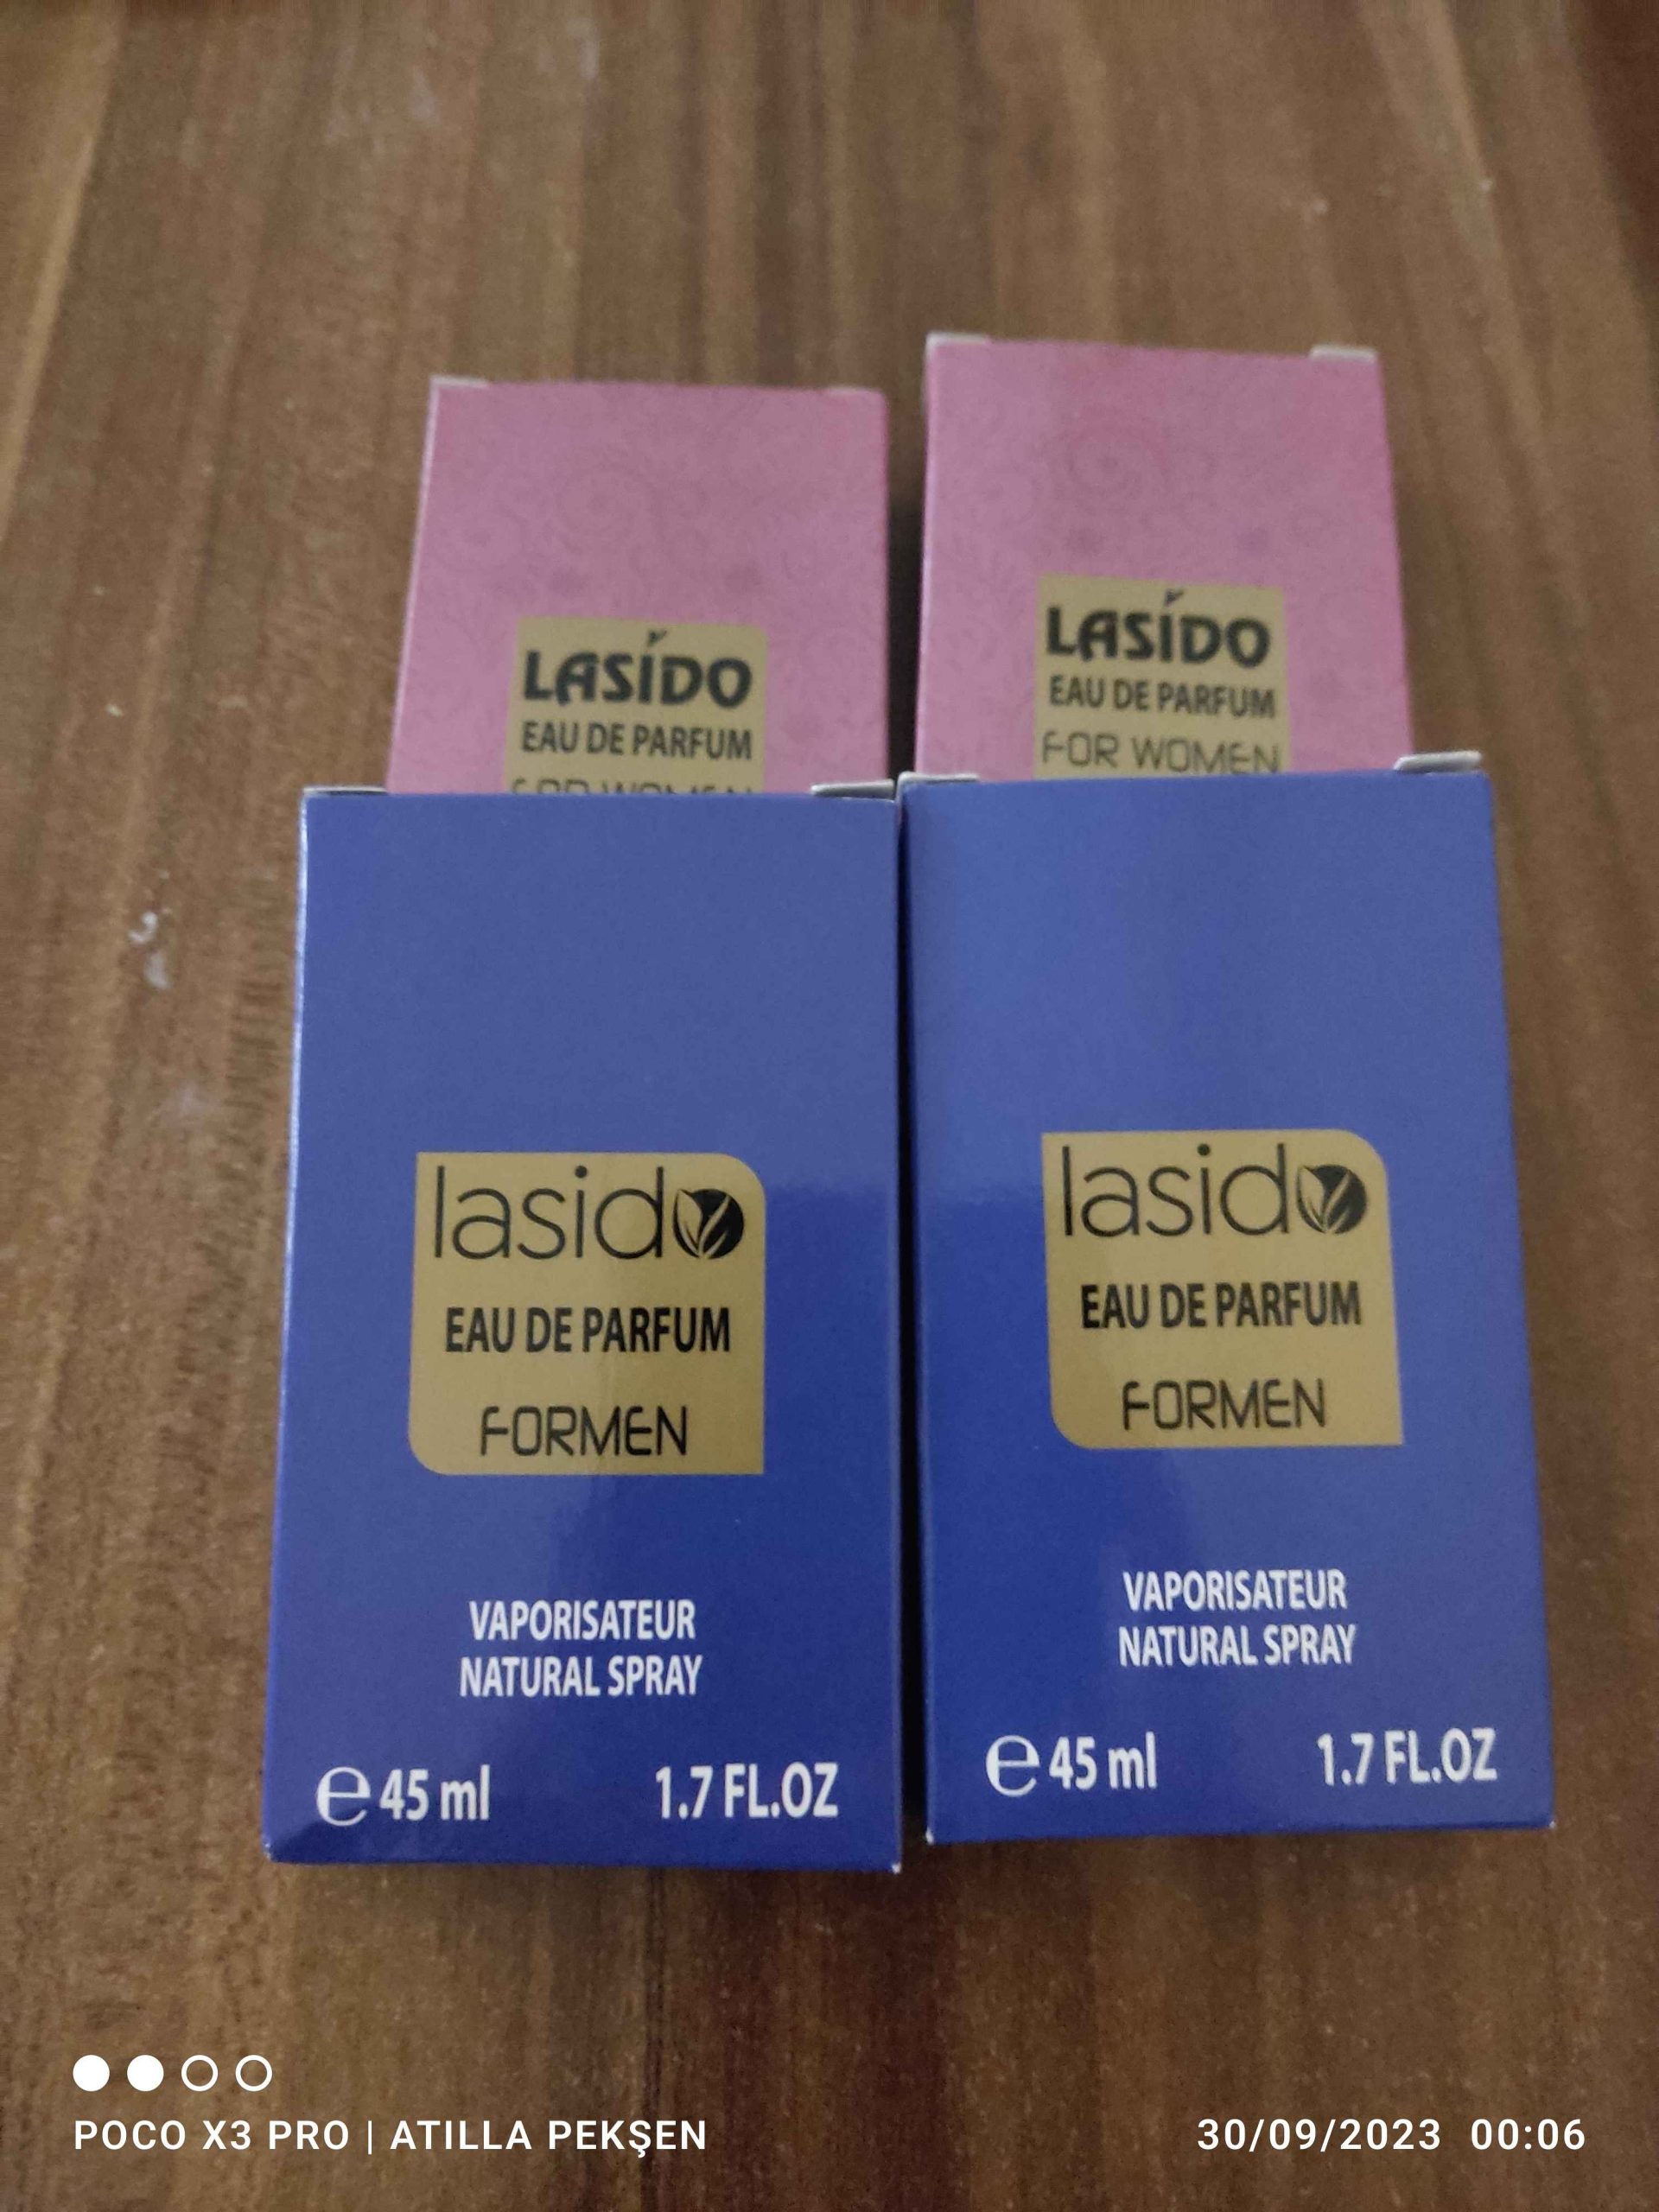 LASİDO
EAU DE PARFUM
FOR WOMEN
LASİDO
EAU DE PARFUM
FOR WOMEN
lasido
EAU DE PARFUM
FORMEN
VAPORISATEUR
NATURAL SPRAY
e 45 ml 1.7 FL.OZ
lasido
EAU DE PARFUM
FORMEN
VAPORISATEUR
NATURAL SPRAY
e 45 ml 1.7 FL.OZ
POCO X3 PRO | ATILLA PEKŞEN
30/09/2023 00:06